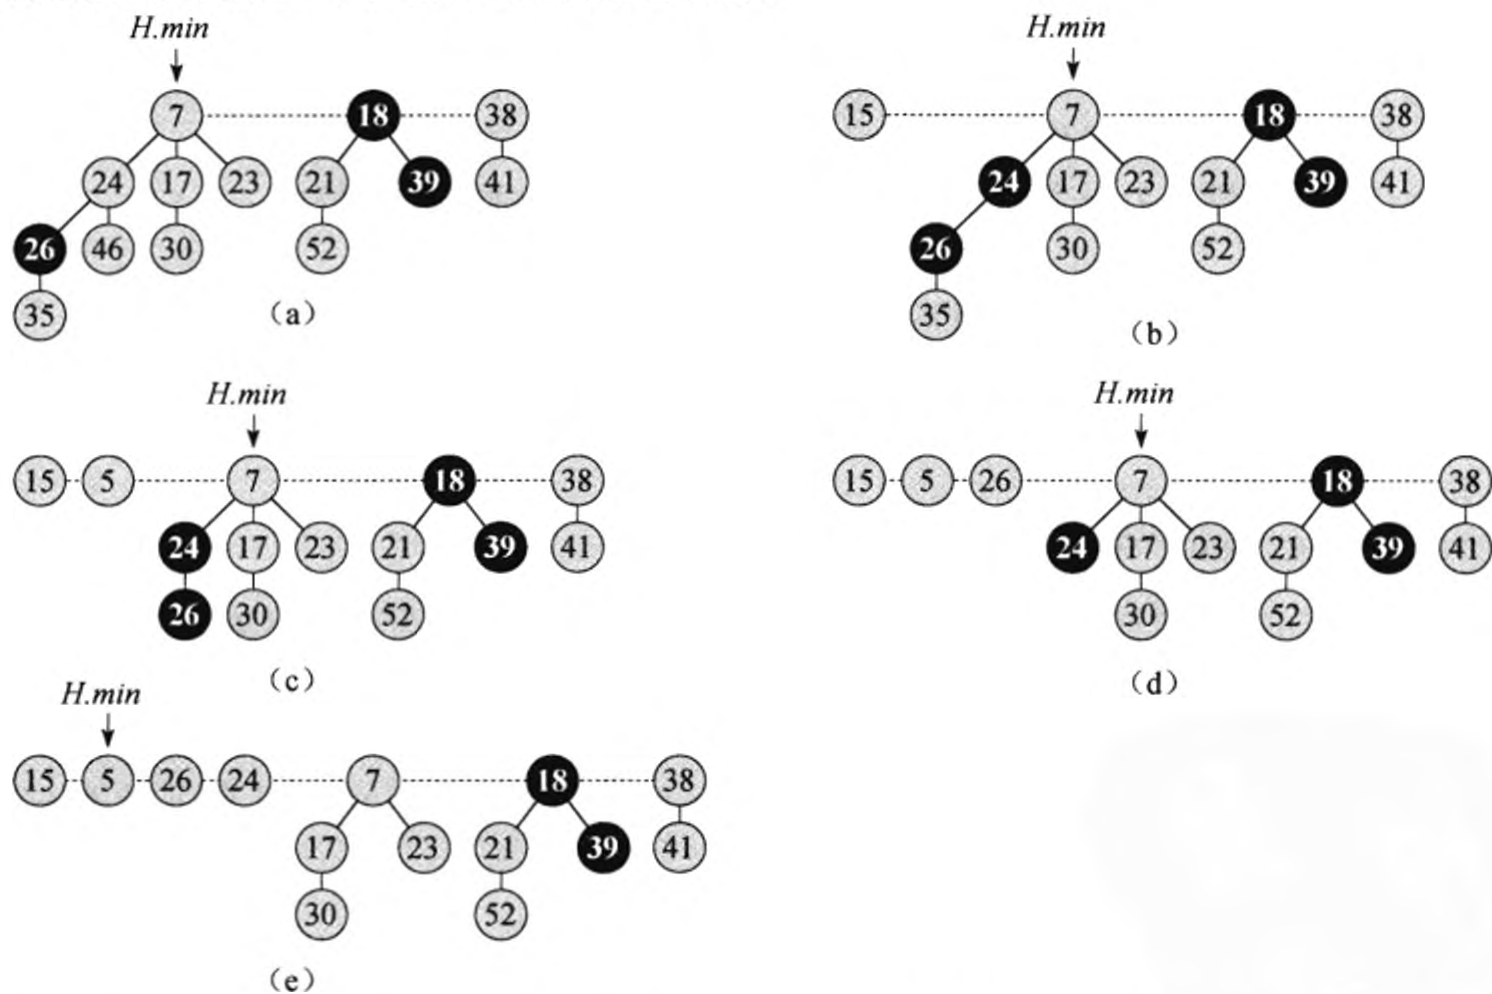 H.min H.min
7 18 38 15 7 18 38
24 17 23 21 39 41 24 17 23 21 39 41
26 46 30 52 26 30 52
35 (a) 35 (b)
H.min H.min
15 5 7 18 38 15 5 26 7 18 38
24 17 23 21 39 41 24 17 23 21 39 41
26 30 52 30 52
(c) (d)
H.min
15 5 26 24 7 18 38
17 23 21 39 41
30 52
(e)